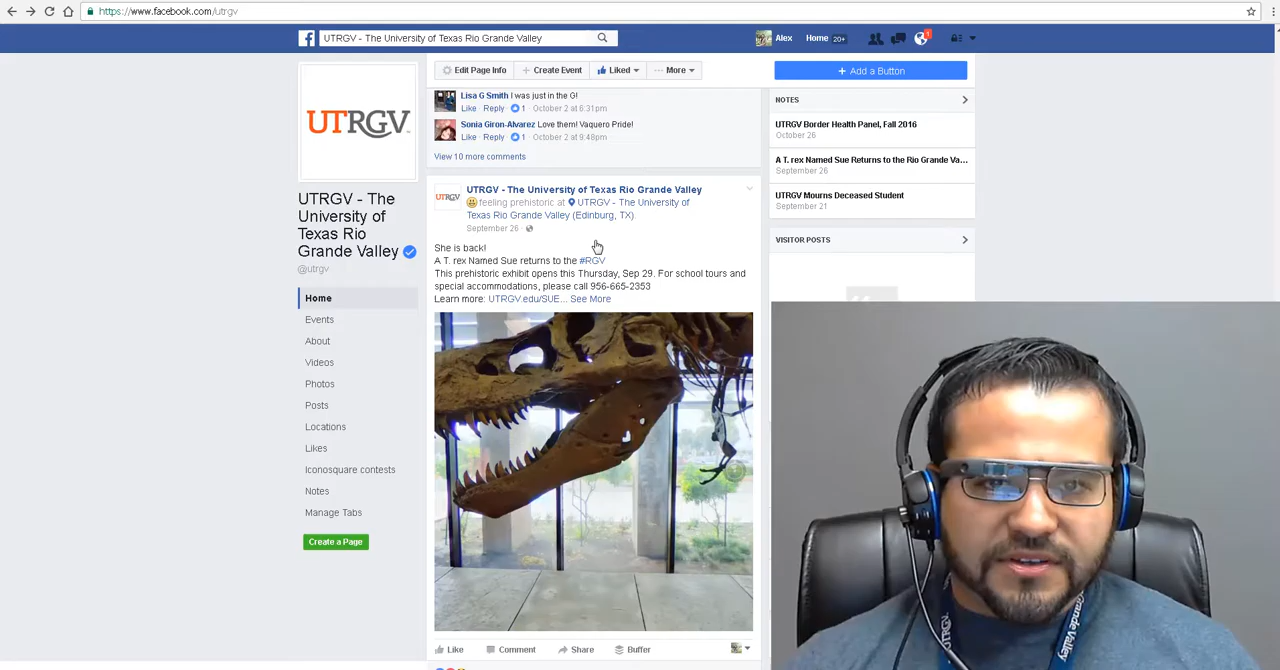 https://www.facebook.com/utrgv
UTRGV - The University of Texas Rio Grande Valley
Alex
Home 20+
1
Edit Page Info
Create Event
Liked
More
+ Add a Button
UTRGV
UTRGV - The
University of
Texas Rio
Grande Valley
@utrgv
Home
Events
About
Videos
Photos
Posts
Locations
Likes
Iconosquare contests
Notes
Manage Tabs
Create a Page
Lisa G Smith I was just in the G!
Like Reply 1 October 2 at 6:31pm
Sonia Giron-Alvarez Love them! Vaquero Pride!
Like Reply 1 October 2 at 9:48pm
View 10 more comments
UTRGV
UTRGV - The University of Texas Rio Grande Valley
feeling prehistoric at UTRGV - The University of
Texas Rio Grande Valley (Edinburg, TX).
September 26
She is back!
A T. rex Named Sue returns to the #RGV
This prehistoric exhibit opens this Thursday, Sep 29. For school tours and
special accommodations, please call 956-665-2353
Learn more: UTRGV.edu/SUE... See More
Like Comment Share Buffer
NOTES
UTRGV Border Health Panel, Fall 2016
October 26
A T. rex Named Sue Returns to the Rio Grande Va...
September 26
UTRGV Mourns Deceased Student
September 21
VISITOR POSTS
Grande Valley